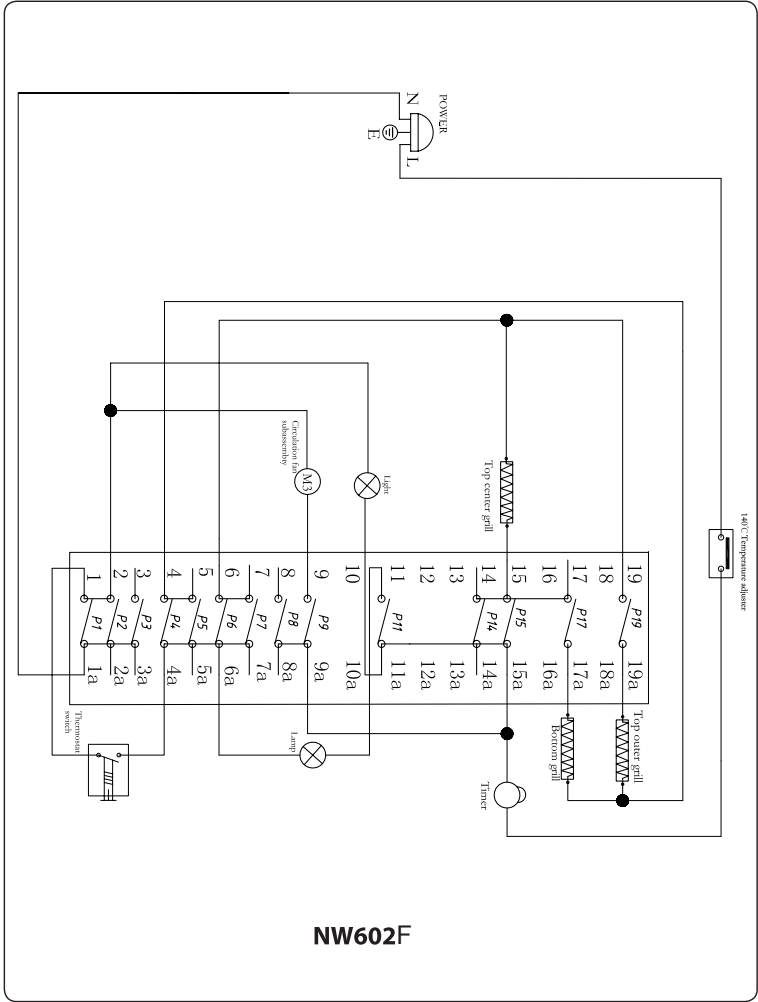 POWER
N
L
E
140℃ Temperature adjuster
Circulation fan
subassembly
M3
Light
Top center grill
1
2
3
4
5
6
7
8
9
10
11
12
13
14
15
16
17
18
19
P1
P2
P3
P4
P5
P6
P7
P8
P9
P11
P14
P15
P17
P19
1a
2a
3a
4a
5a
6a
7a
8a
9a
10a
11a
12a
13a
14a
15a
16a
17a
18a
19a
Thermostat
switch
Lamp
Timer
Bottom grill
Top outer grill
NW602F